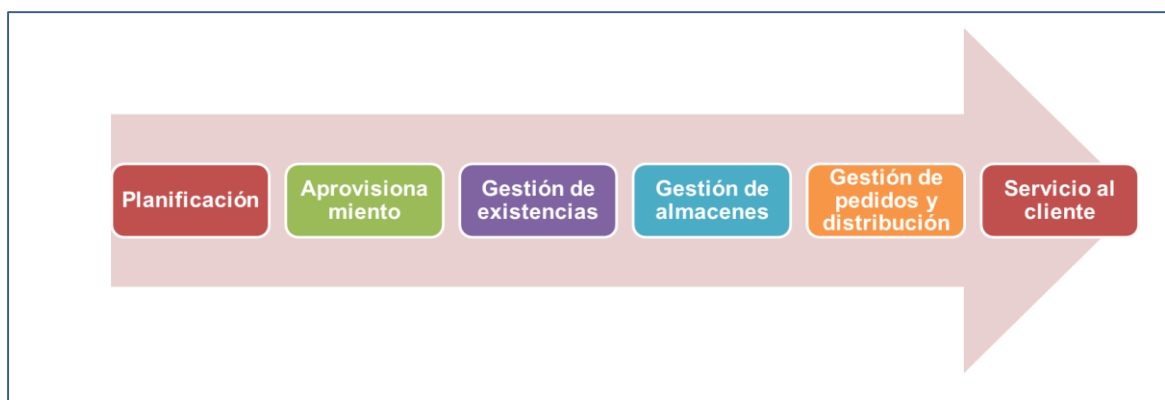 Planificación
Aprovisiona
miento
Gestión de
existencias
Gestión de
almacenes
Gestión de
pedidos y
distribución
Servicio al
cliente